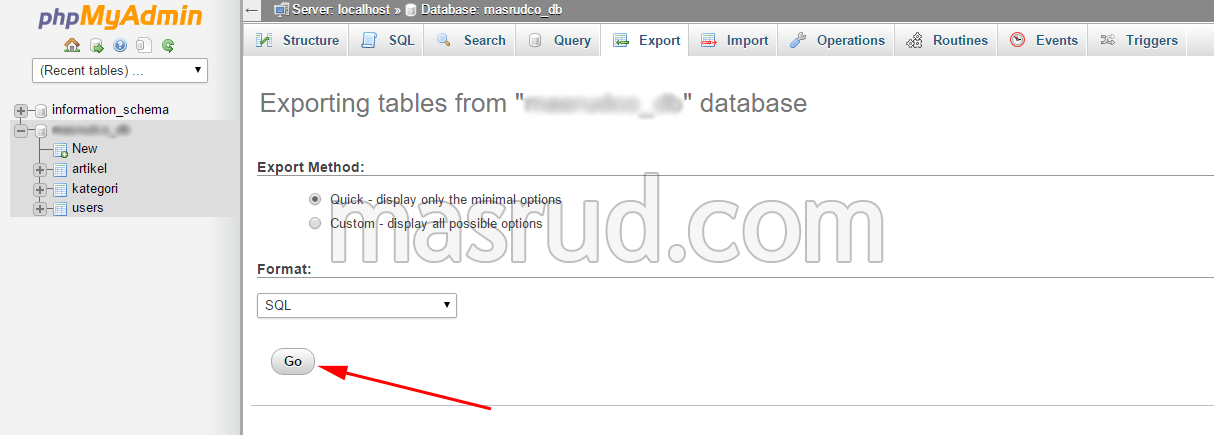 phpMyAdmin
(Recent tables) ...
information_schema
New
artikel
kategori
users
← Server: localhost » Database: masrudco_db
Structure SQL Search Query Export Import Operations Routines Events Triggers
Exporting tables from "masrudco_db" database
Export Method:
Quick - display only the minimal options
Custom - display all possible options
masrud.com
Format:
SQL
Go